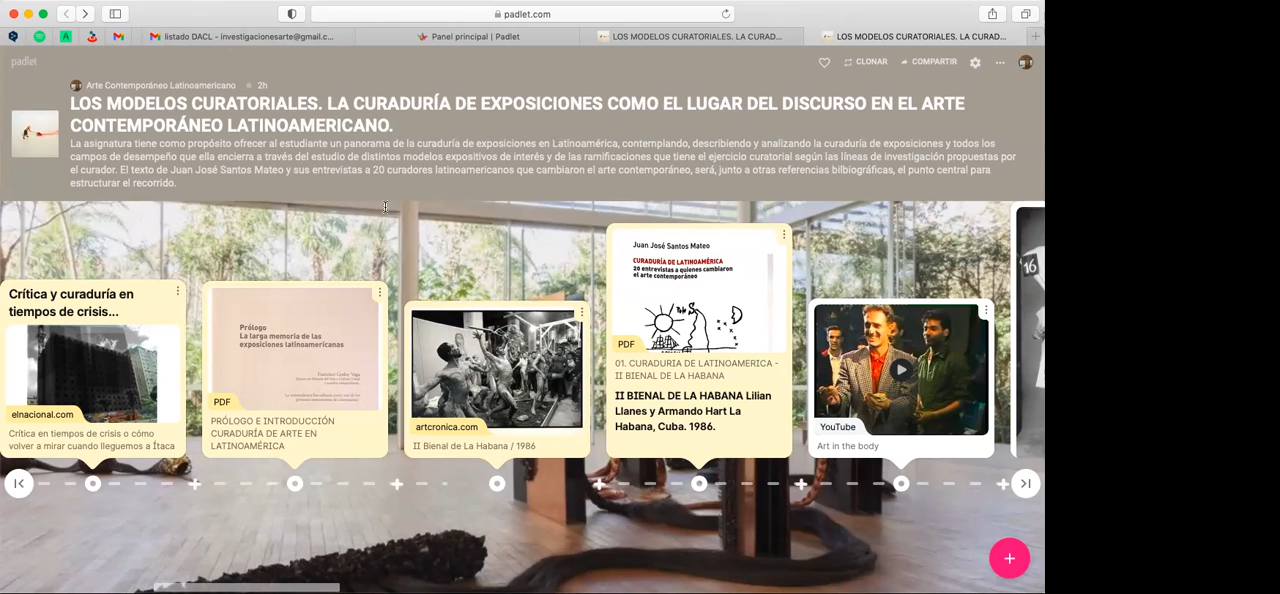 padlet.com
listado DACL - investigacionesarte@gmail.c...
Panel principal | Padlet
LOS MODELOS CURATORIALES. LA CURAD...
LOS MODELOS CURATORIALES. LA CURAD...
padlet
CLONAR
COMPARTIR
Arte Contemporáneo Latinoamericano
2h
LOS MODELOS CURATORIALES. LA CURADURÍA DE EXPOSICIONES COMO EL LUGAR DEL DISCURSO EN EL ARTE
CONTEMPORÁNEO LATINOAMERICANO.
La asignatura tiene como propósito ofrecer al estudiante un panorama de la curaduría de exposiciones en Latinoamérica, contemplando, describiendo y analizando la curaduría de exposiciones y todos los
campos de desempeño que ella encierra a través del estudio de distintos modelos expositivos de interés y de las ramificaciones que tiene el ejercicio curatorial según las líneas de investigación propuestas por
el curador. El texto de Juan José Santos Mateo y sus entrevistas a 20 curadores latinoamericanos que cambiaron el arte contemporáneo, será, junto a otras referencias bilbiográficas, el punto central para
estructurar el recorrido.
Crítica y curaduría en
tiempos de crisis...
elnacional.com
Crítica en tiempos de crisis o cómo
volver a mirar cuando lleguemos a Ítaca
Prólogo
La larga memoria de las
exposiciones latinoamericanas
Francisco Godoy Vega
PDF
PRÓLOGO E INTRODUCCIÓN
CURADURÍA DE ARTE EN
LATINOAMÉRICA
artcronica.com
II Bienal de La Habana / 1986
Juan José Santos Mateo
CURADURÍA DE LATINOAMÉRICA
20 entrevistas a quienes cambiaron
el arte contemporáneo
PDF
01. CURADURIA DE LATINOAMERICA -
II BIENAL DE LA HABANA
II BIENAL DE LA HABANA Lilian
Llanes y Armando Hart La
Habana, Cuba. 1986.
YouTube
Art in the body
16